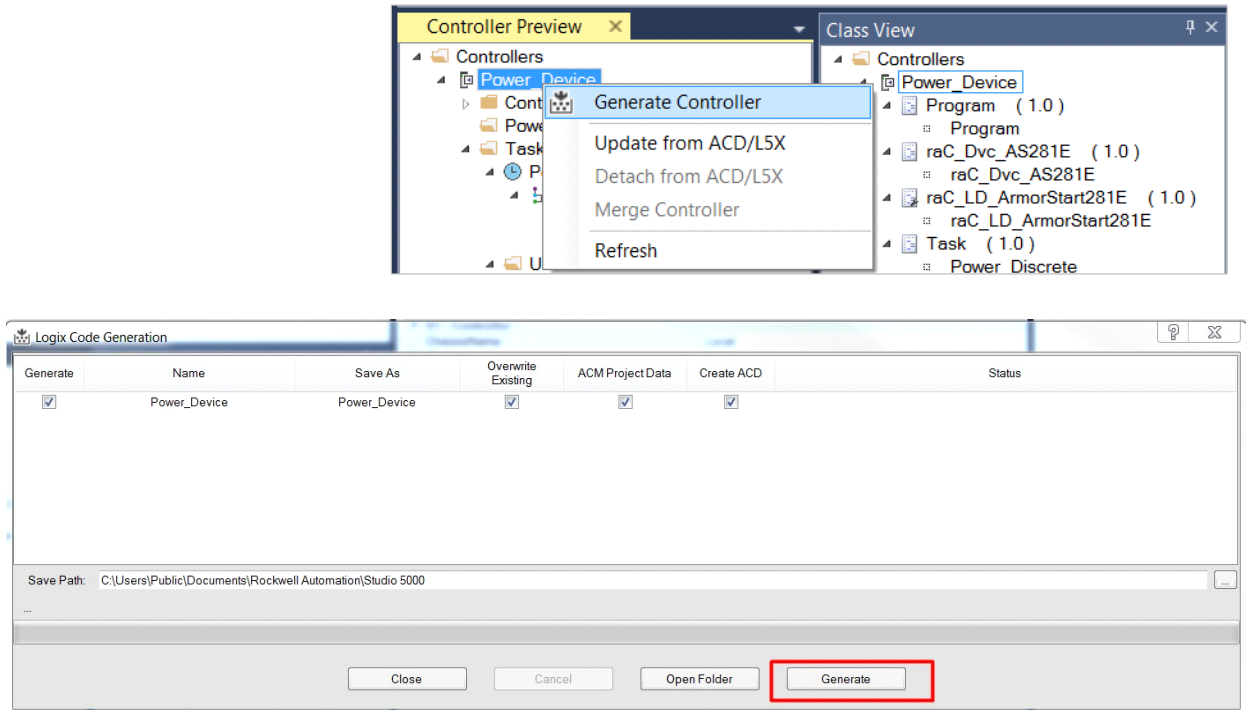 Controller Preview
Controllers
Power_Device
Cont
Powe
Task
P
U
Generate Controller
Update from ACD/L5X
Detach from ACD/L5X
Merge Controller
Refresh
Class View
Controllers
Power_Device
Program ( 1.0 )
Program
raC_Dvc_AS281E ( 1.0 )
raC_Dvc_AS281E
raC_LD_ArmorStart281E ( 1.0 )
raC_LD_ArmorStart281E
Task ( 1.0 )
Power_Discrete
Logix Code Generation
Generate Name Save As Overwrite Existing ACM Project Data Create ACD Status
Power_Device Power_Device
Save Path: C:\Users\Public\Documents\Rockwell Automation\Studio 5000 ...
...
Close Cancel Open Folder Generate